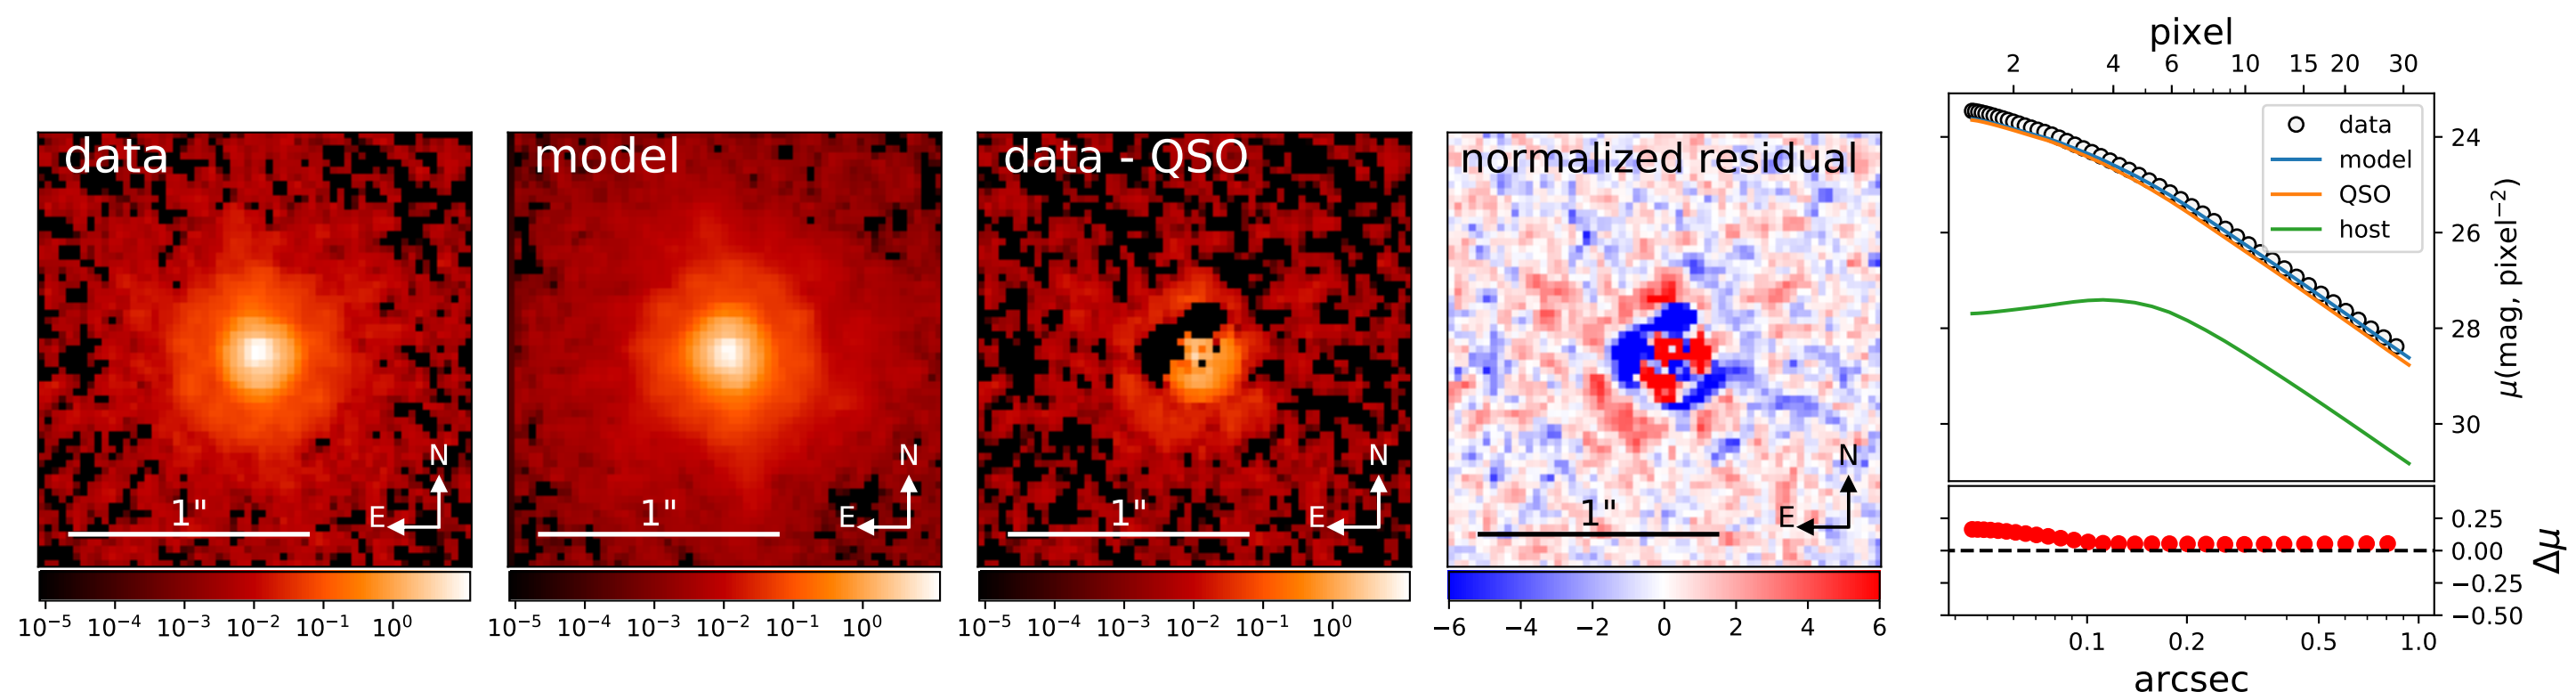 data
N
E
1"
10⁻⁵ 10⁻⁴ 10⁻³ 10⁻² 10⁻¹ 10⁰
model
N
E
1"
10⁻⁵ 10⁻⁴ 10⁻³ 10⁻² 10⁻¹ 10⁰
data - QSO
N
E
1"
10⁻⁵ 10⁻⁴ 10⁻³ 10⁻² 10⁻¹ 10⁰
normalized residual
N
E
1"
−6 −4 −2 0 2 4 6
pixel
2 4 6 10 15 20 30
data
model
QSO
host
24
26
28
30
μ(mag, pixel⁻²)
0.25
0.00
−0.25
−0.50
Δμ
0.1 0.2 0.5 1.0
arcsec